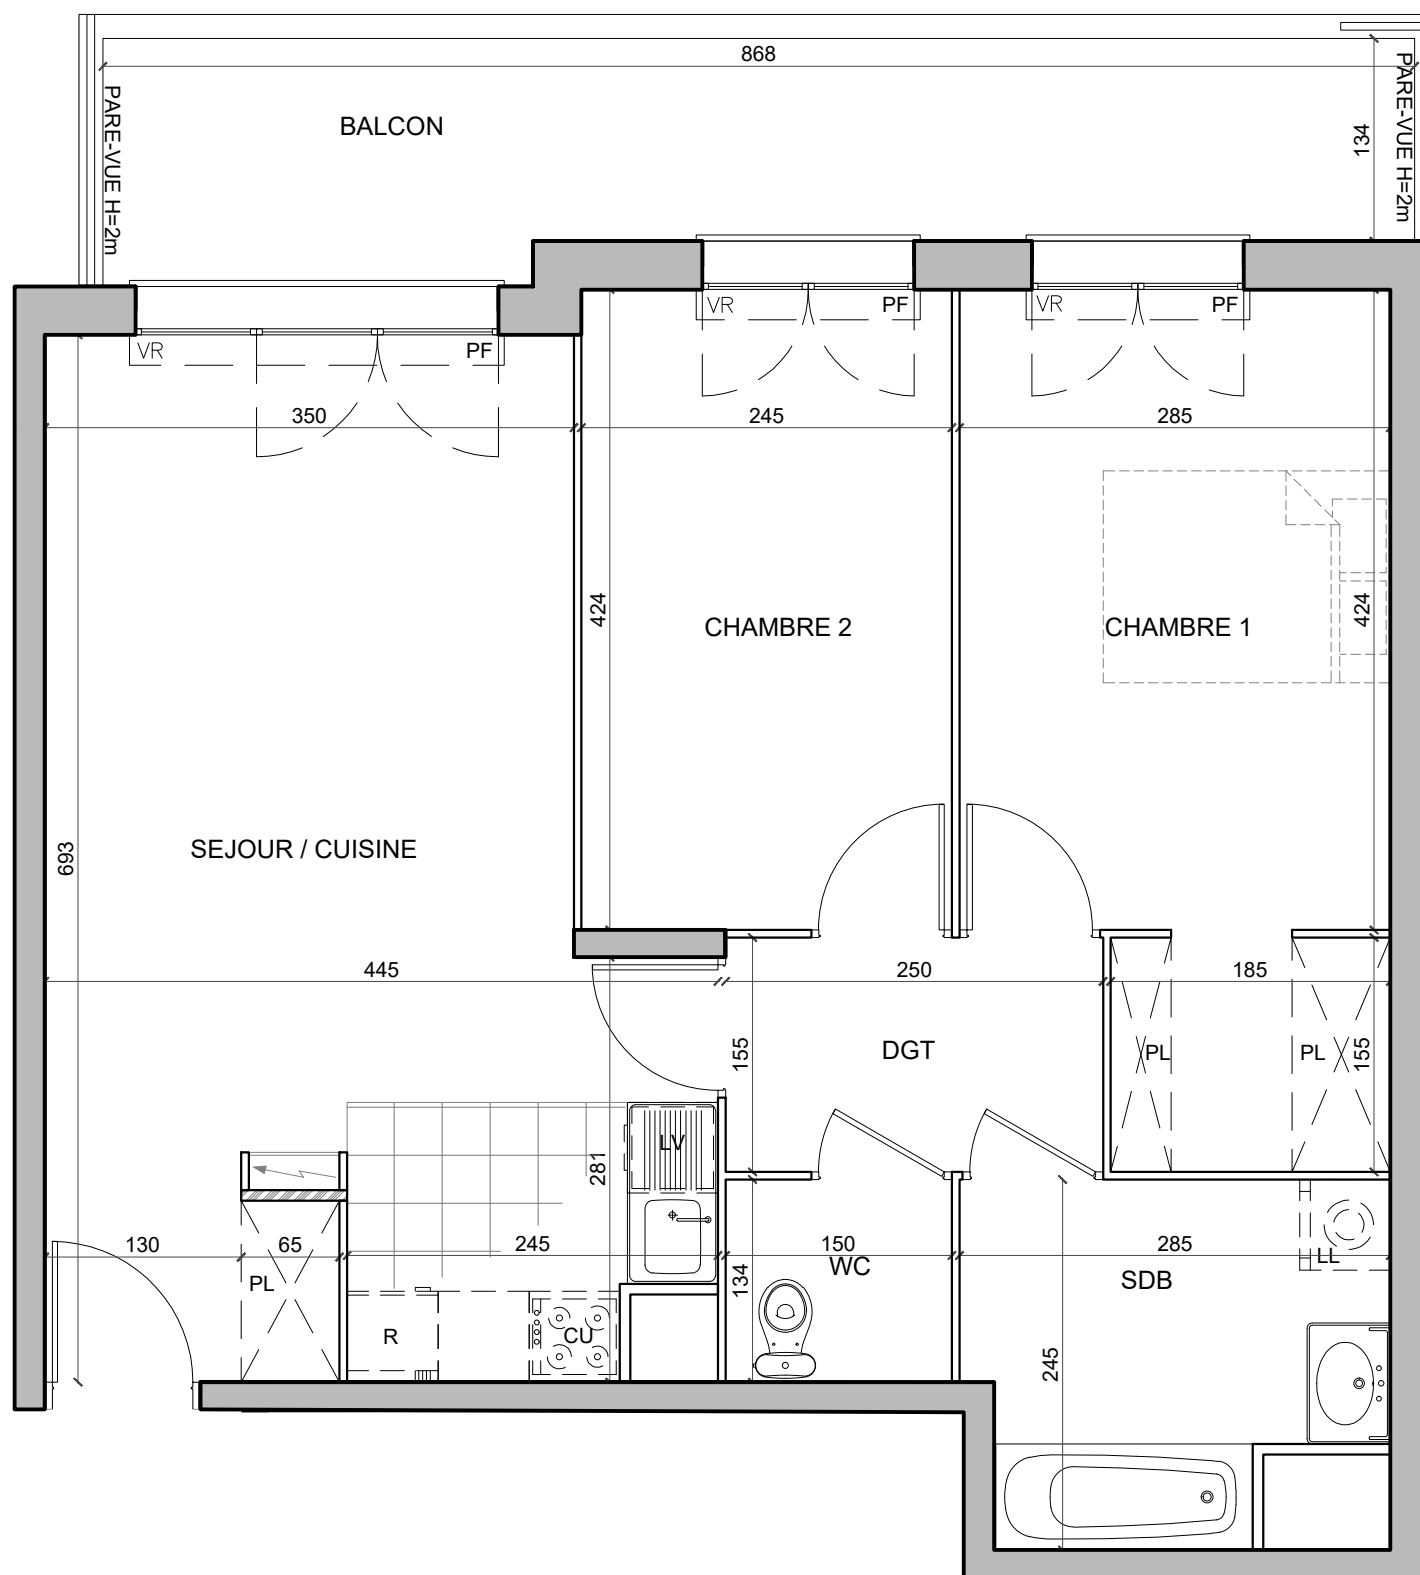 868
PARE-VUE H=2m
BALCON
134
PARE-VUE H=2m
VR
PF
VR
PF
VR
PF
350
245
285
424
CHAMBRE 2
CHAMBRE 1
424
693
SEJOUR / CUISINE
445
250
185
155
DGT
PL
PL
155
LV
281
130
65
245
134
150
WC
285
LL
PL
SDB
R
CU
245